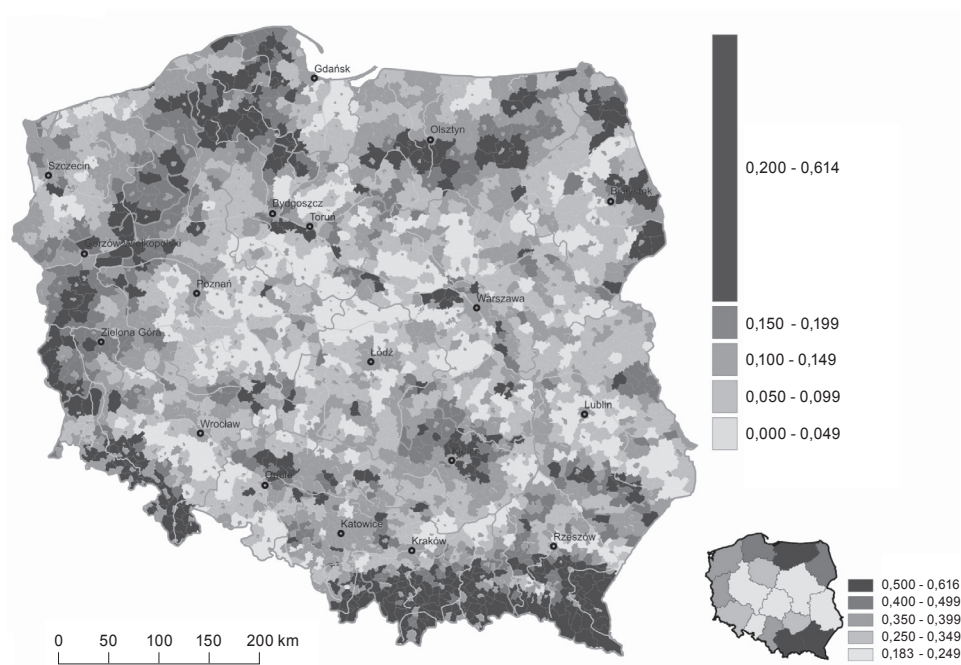 Gdańsk
Olsztyn
Szczecin
Bydgoszcz
Toruń
Gorzów Wielkopolski
Poznań
Warszawa
Zielona Góra
Łódź
Lublin
Wrocław
Katowice
Kraków
Rzeszów
0,200 - 0,614
0,150 - 0,199
0,100 - 0,149
0,050 - 0,099
0,000 - 0,049
0,500 - 0,616
0,400 - 0,499
0,350 - 0,399
0,250 - 0,349
0,183 - 0,249
0 50 100 150 200 km